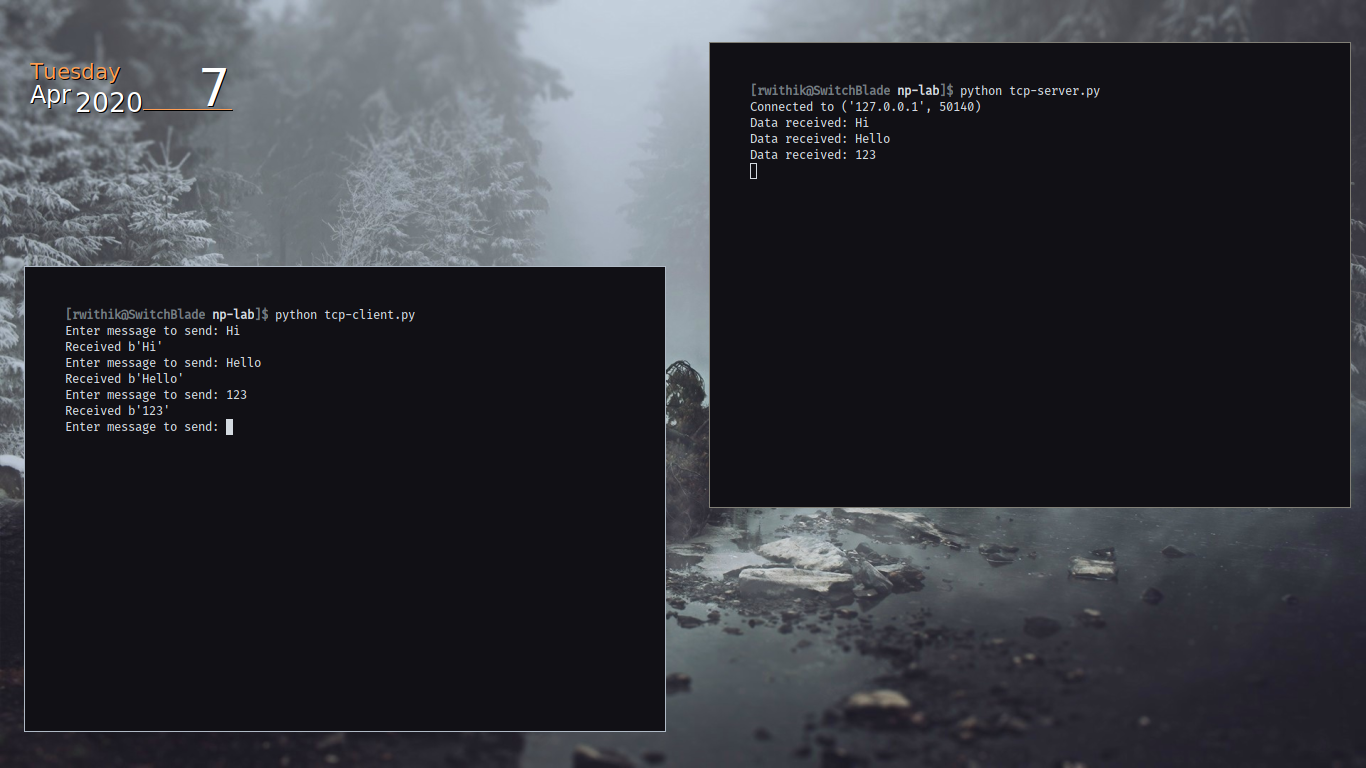 Tuesday
Apr 2020 7
[rwithik@SwitchBlade np-lab]$ python tcp-server.py
Connected to ('127.0.0.1', 50140)
Data received: Hi
Data received: Hello
Data received: 123
[rwithik@SwitchBlade np-lab]$ python tcp-client.py
Enter message to send: Hi
Received b'Hi'
Enter message to send: Hello
Received b'Hello'
Enter message to send: 123
Received b'123'
Enter message to send: